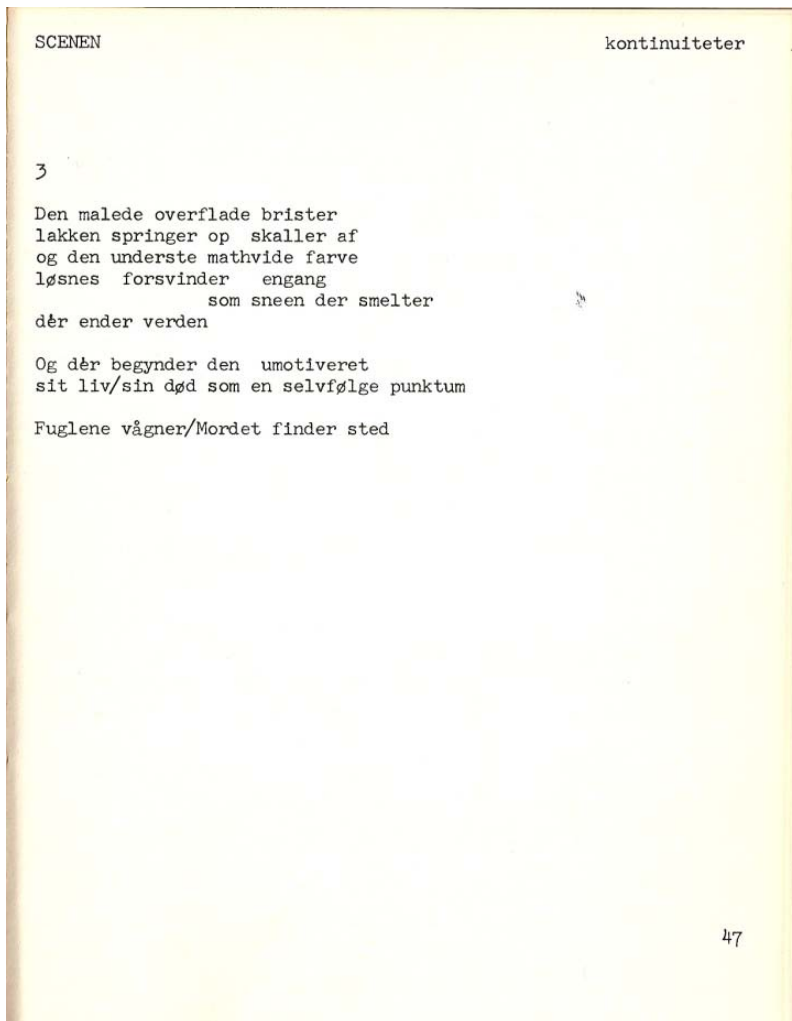 SCENEN kontinuiteter
3
Den malede overflade brister
lakken springer op  skaller af
og den underste mathvide farve
løsnes  forsvinder   engang
                som sneen der smelter
dér ender verden
Og dér begynder den  umotiveret
sit liv/sin død som en selvfølge punktum
Fuglene vågner/Mordet finder sted
47